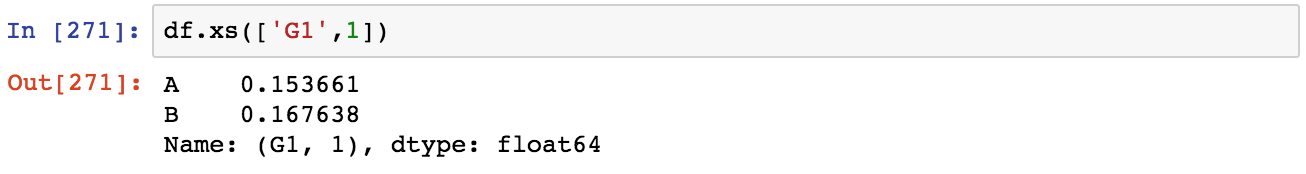 In [271]: df.xs(['G1',1])
Out[271]: A    0.153661
B    0.167638
Name: (G1, 1), dtype: float64